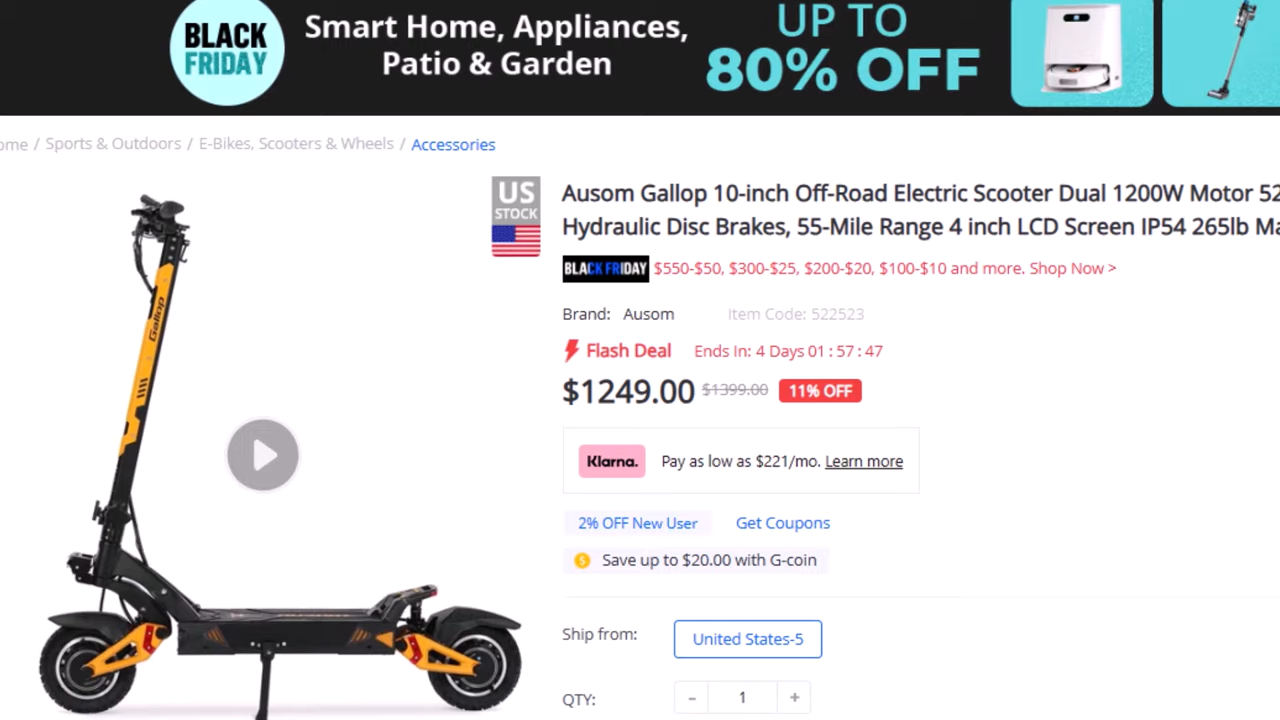 BLACK
FRIDAY
Smart Home, Appliances,
Patio & Garden
UP TO
80% OFF
ome / Sports & Outdoors / E-Bikes, Scooters & Wheels / Accessories
US
STOCK
Ausom Gallop 10-inch Off-Road Electric Scooter Dual 1200W Motor 52
Hydraulic Disc Brakes, 55-Mile Range 4 inch LCD Screen IP54 265lb Ma
BLACK FRIDAY $550-$50, $300-$25, $200-$20, $100-$10 and more. Shop Now >
Brand: Ausom Item Code: 522523
Flash Deal Ends In: 4 Days 01 : 57 : 47
$1249.00 $1399.00 11% OFF
Klarna. Pay as low as $221/mo. Learn more
2% OFF New User Get Coupons
$ Save up to $20.00 with G-coin
Ship from: United States-5
QTY: - 1 +
Gallop